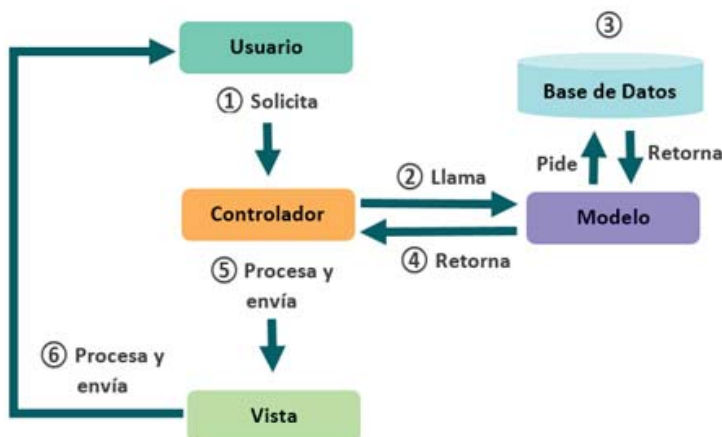 Usuario
① Solicita
③
Base de Datos
Pide
Retorna
② Llama
Controlador
Modelo
④ Retorna
⑤ Procesa y
envía
⑥ Procesa y
envía
Vista